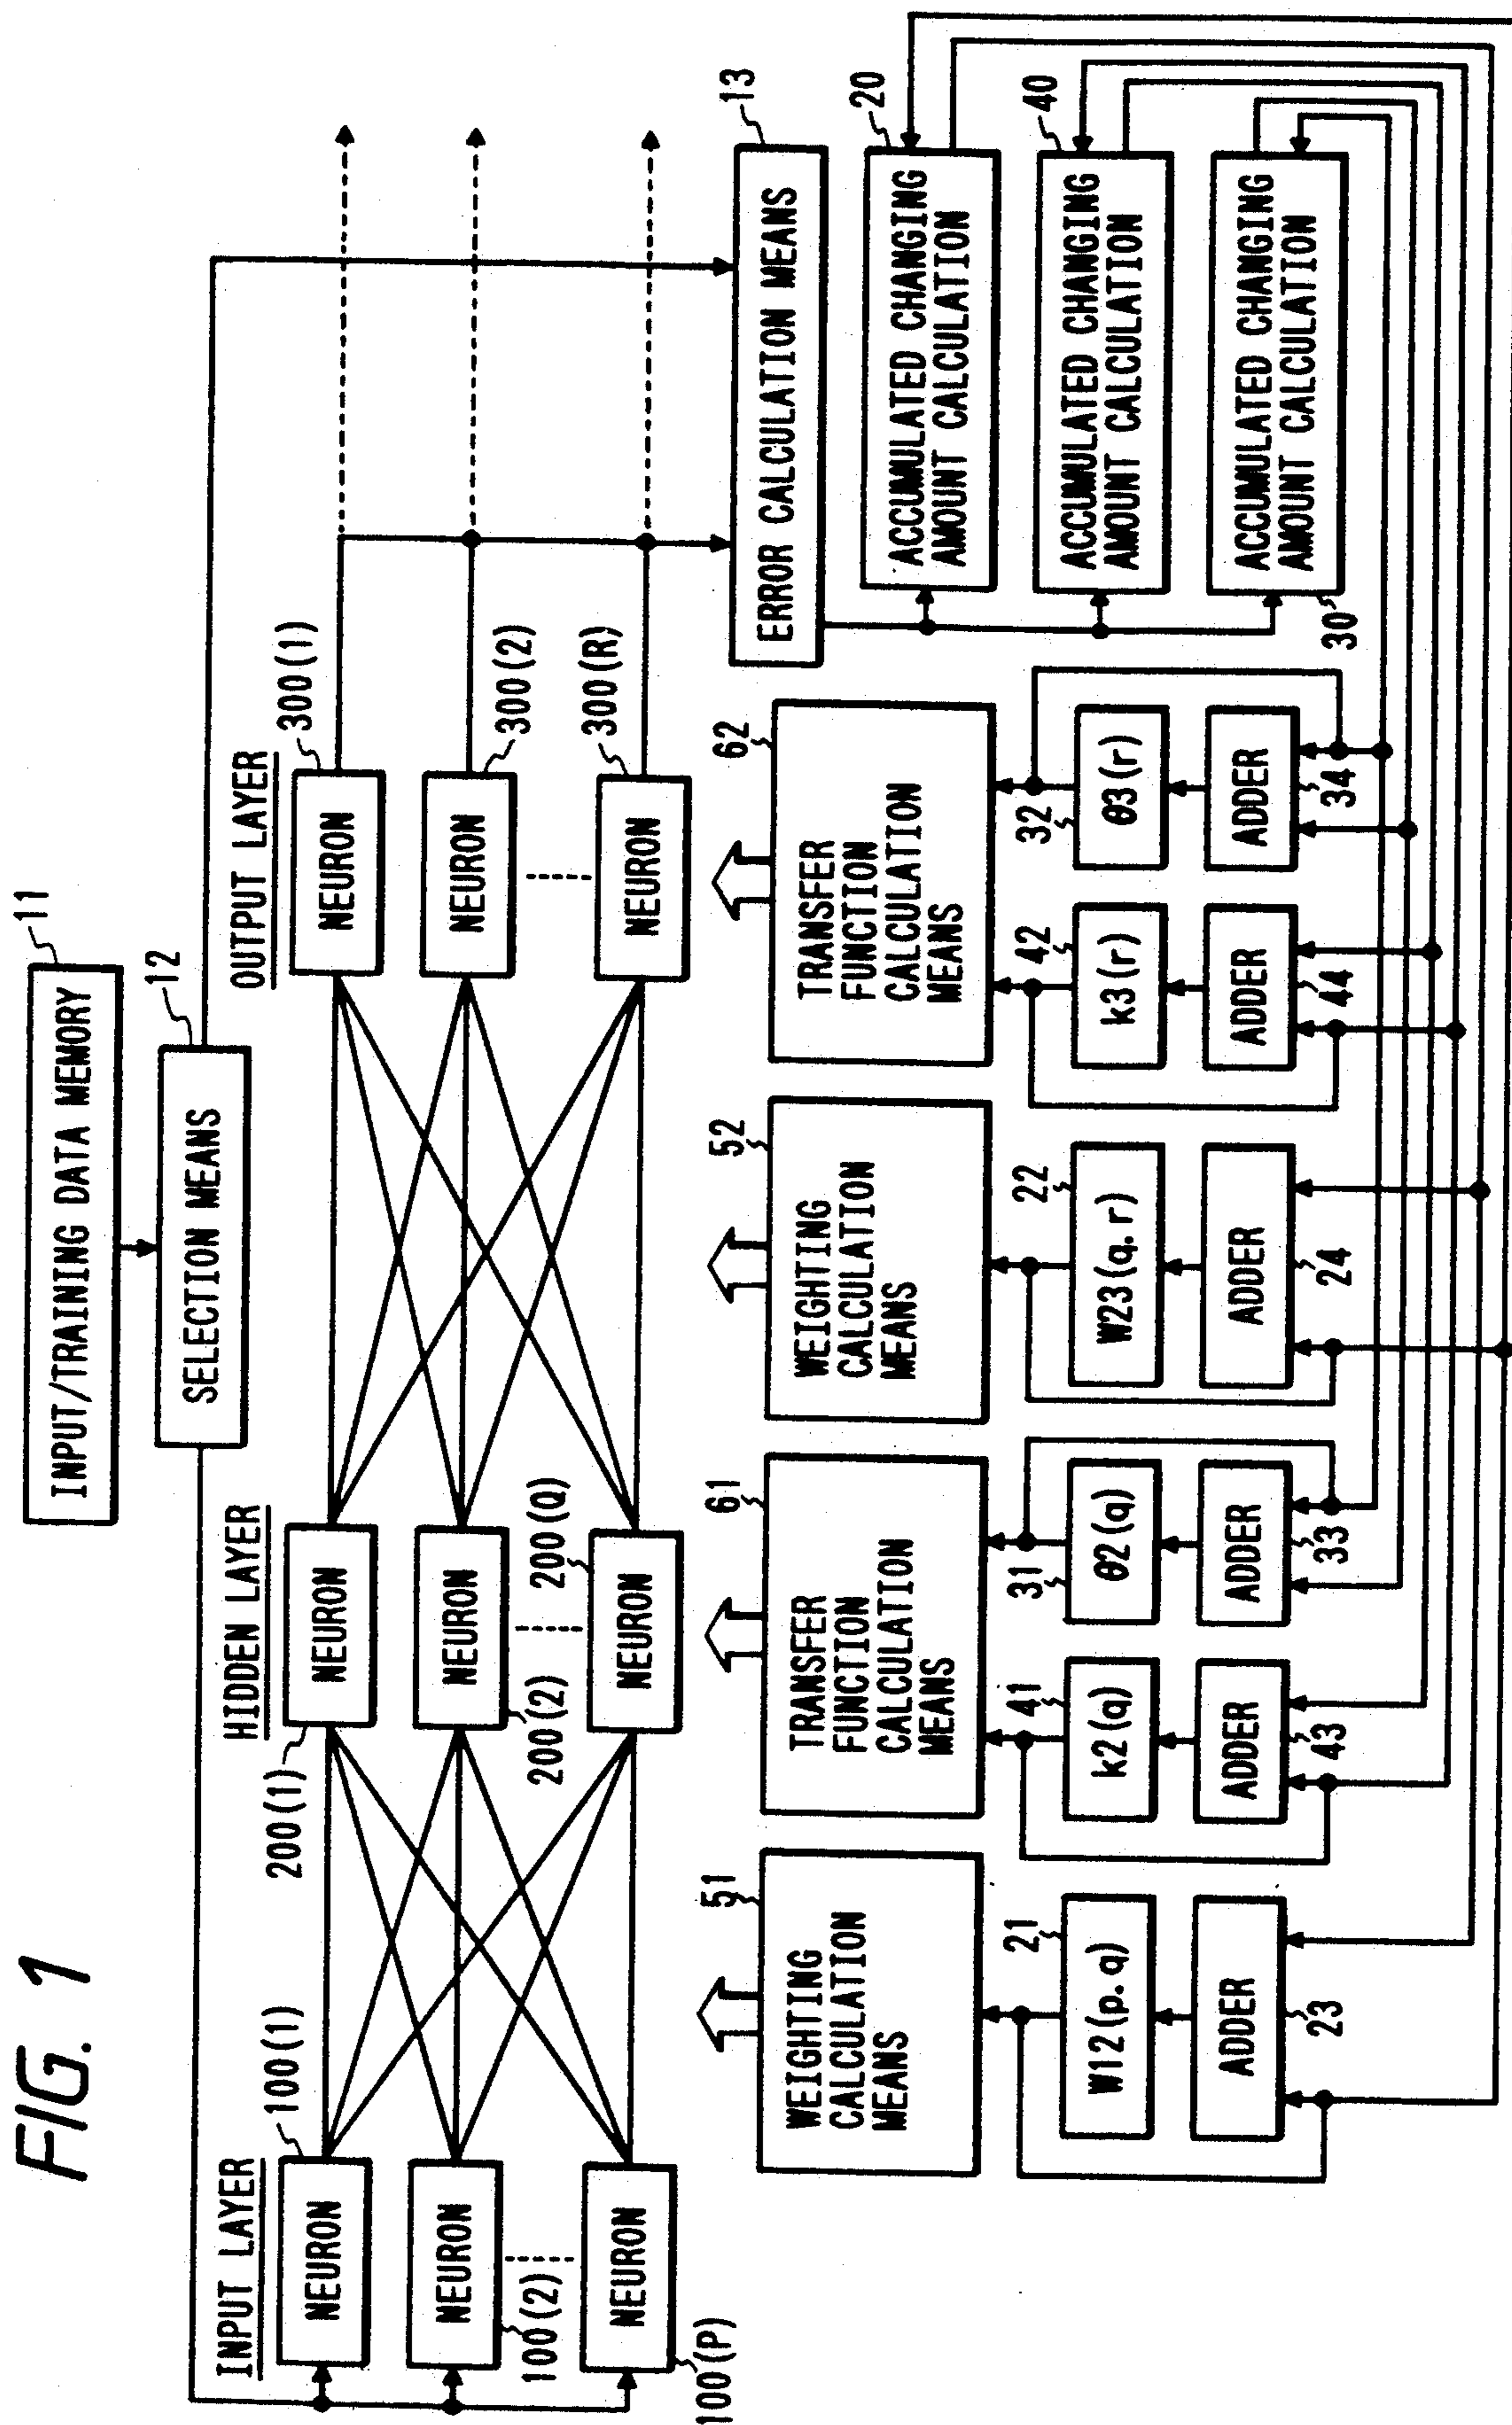 FIG. 1
INPUT/TRAINING DATA MEMORY
11
SELECTION MEANS
12
INPUT LAYER
HIDDEN LAYER
OUTPUT LAYER
100(1)
NEURON
200(1)
NEURON
300(1)
NEURON
NEURON
100(2)
NEURON
200(2)
NEURON
300(2)
NEURON
100(P)
NEURON
200(Q)
NEURON
300(R)
ERROR CALCULATION MEANS
13
WEIGHTING
CALCULATION
MEANS
51
TRANSFER
FUNCTION
CALCULATION
MEANS
61
WEIGHTING
CALCULATION
MEANS
52
TRANSFER
FUNCTION
CALCULATION
MEANS
62
ACCUMULATED CHANGING
AMOUNT CALCULATION
20
ACCUMULATED CHANGING
AMOUNT CALCULATION
40
ACCUMULATED CHANGING
AMOUNT CALCULATION
30
W12(p.q)
21
k2(q)
41
θ2(q)
31
W23(q.r)
22
k3(r)
42
θ3(r)
32
ADDER
23
ADDER
43
ADDER
33
ADDER
24
ADDER
44
ADDER
34